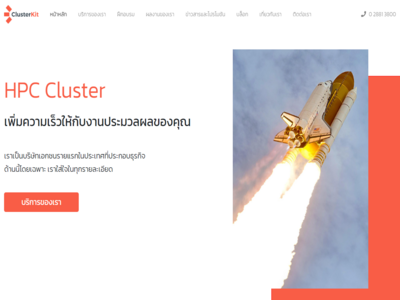 ClusterKit หน้าหลัก บริการของเรา ฝึกอบรม ผลงานของเรา ข่าวสารและโปรโมชัน บล็อก เกี่ยวกับเรา ติดต่อเรา 0 2891 3800
HPC Cluster
เพิ่มความเร็วให้กับงานประมวลผลของคุณ
เราเป็นบริษัทเอกชนรายแรกในประเทศที่ประกอบธุรกิจ
ด้านนี้โดยเฉพาะ เราใส่ใจในทุกรายละเอียด
บริการของเรา